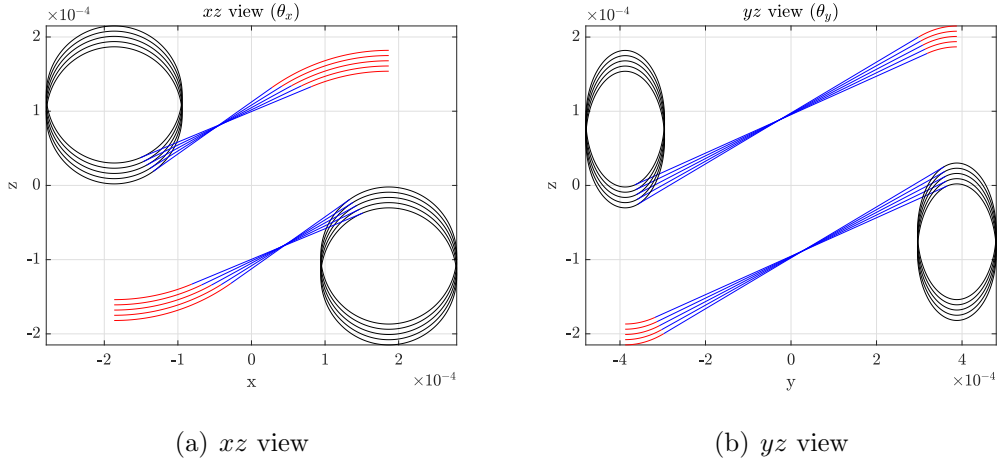 ×10⁻⁴ xz view (θₓ)
2
1
0
-1
-2
z
-2 -1 0 1 2
x ×10⁻⁴
(a) xz view
×10⁻⁴ yz view (θᵧ)
2
1
0
-1
-2
z
-4 -2 0 2 4
y ×10⁻⁴
(b) yz view